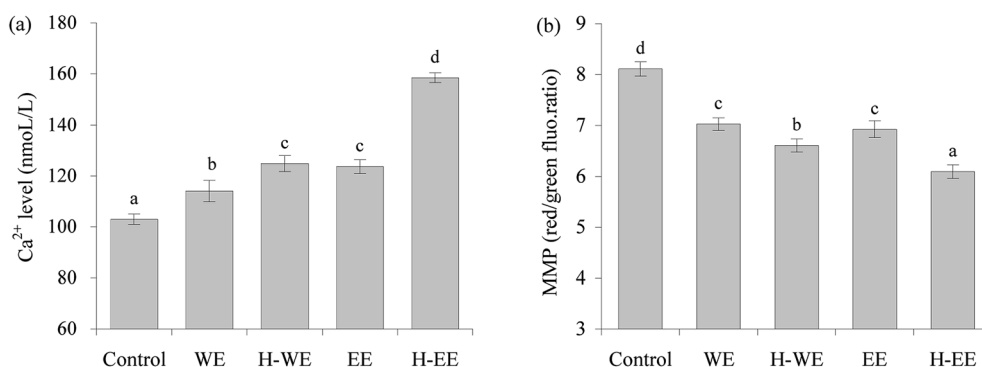 (a)
Ca²⁺ level (nmoL/L)
180
160
140
120
100
80
60
a
b
c
c
d
Control WE H-WE EE H-EE
(b)
MMP (red/green fluo.ratio)
9
8
7
6
5
4
3
d
c
b
c
a
Control WE H-WE EE H-EE